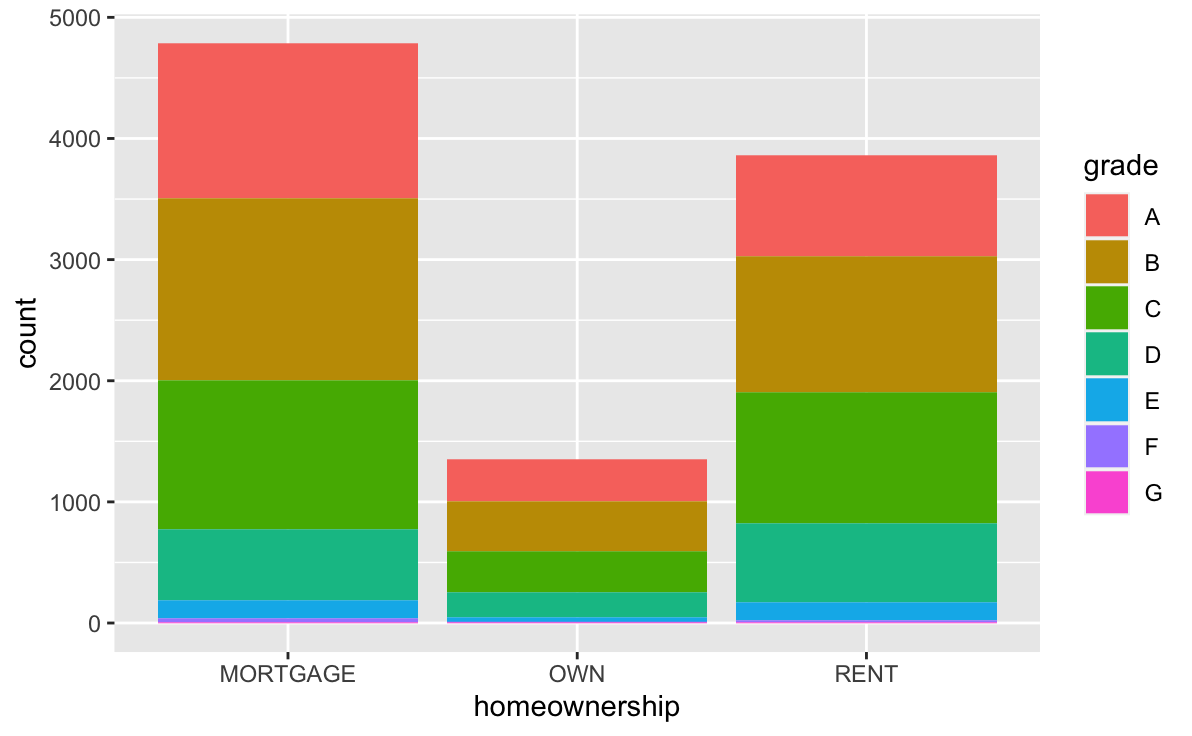 5000
4000
3000
2000
1000
0
count
MORTGAGE
OWN
RENT
homeownership
grade
A
B
C
D
E
F
G